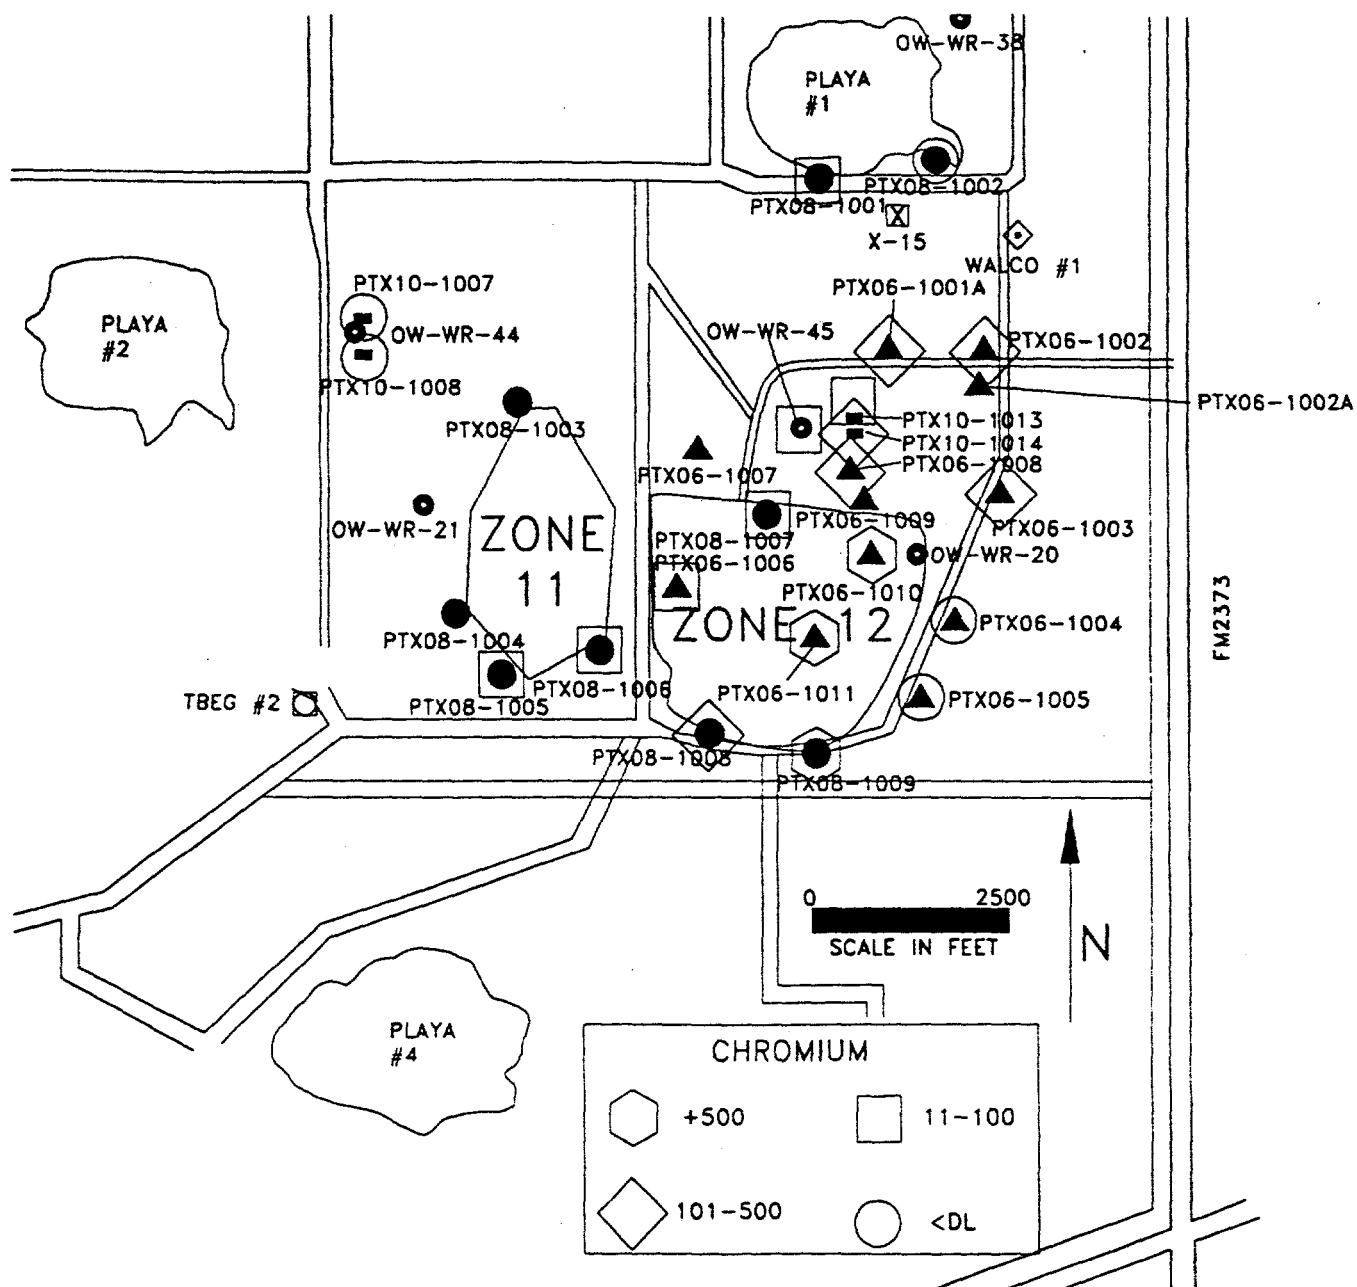 OW-WR-38
PLAYA
#1
PTX08-1002
PTX08-1001
X
X-15
WALCO #1
PTX10-1007
PTX06-1001A
PLAYA
#2
OW-WR-44
OW-WR-45
PTX06-1002
PTX10-1008
PTX06-1002A
PTX08-1003
PTX10-1013
PTX10-1014
PTX06-1008
PTX06-1007
OW-WR-21
PTX06-1009
PTX06-1003
ZONE
11
PTX08-1007
PTX06-1006
OW-WR-20
PTX06-1010
ZONE 12
PTX06-1004
FM2373
PTX08-1004
PTX08-1006
PTX06-1011
PTX06-1005
TBEG #2
PTX08-1005
PTX08-1008
PTX08-1009
0 2500
SCALE IN FEET
N
PLAYA
#4
CHROMIUM
+500
11-100
101-500
<DL